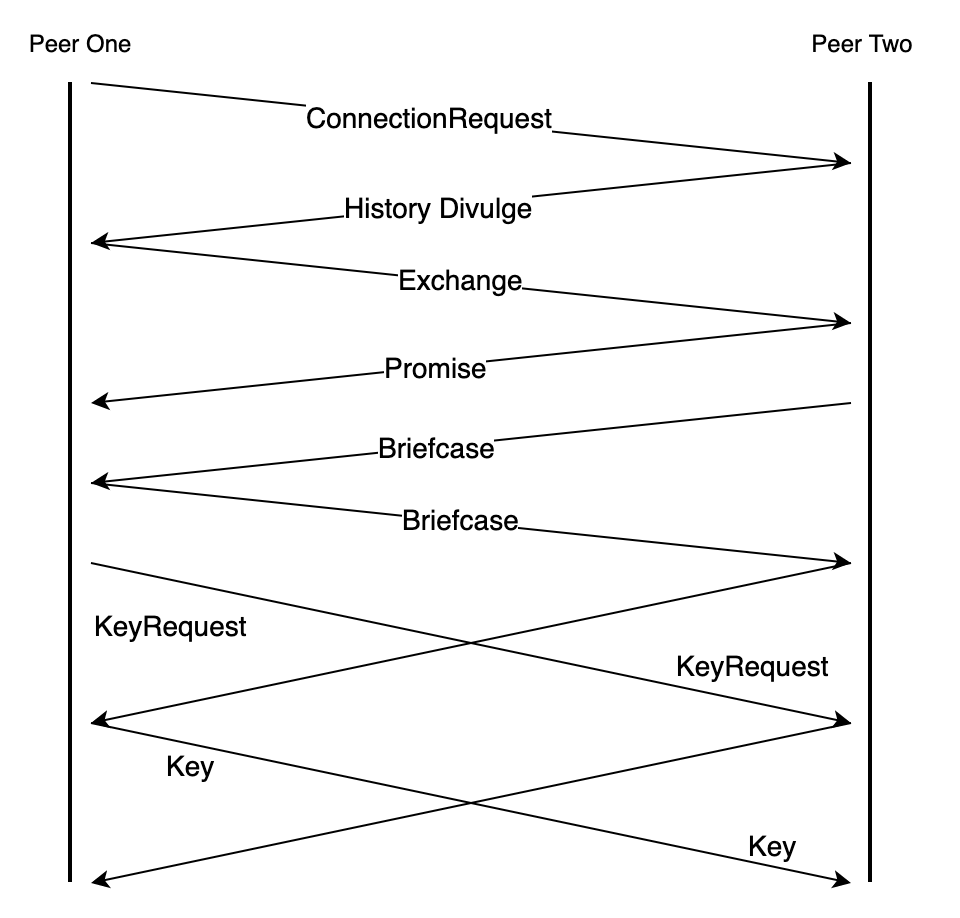 Peer One
Peer Two
ConnectionRequest
History Divulge
Exchange
Promise
Briefcase
Briefcase
KeyRequest
KeyRequest
Key
Key